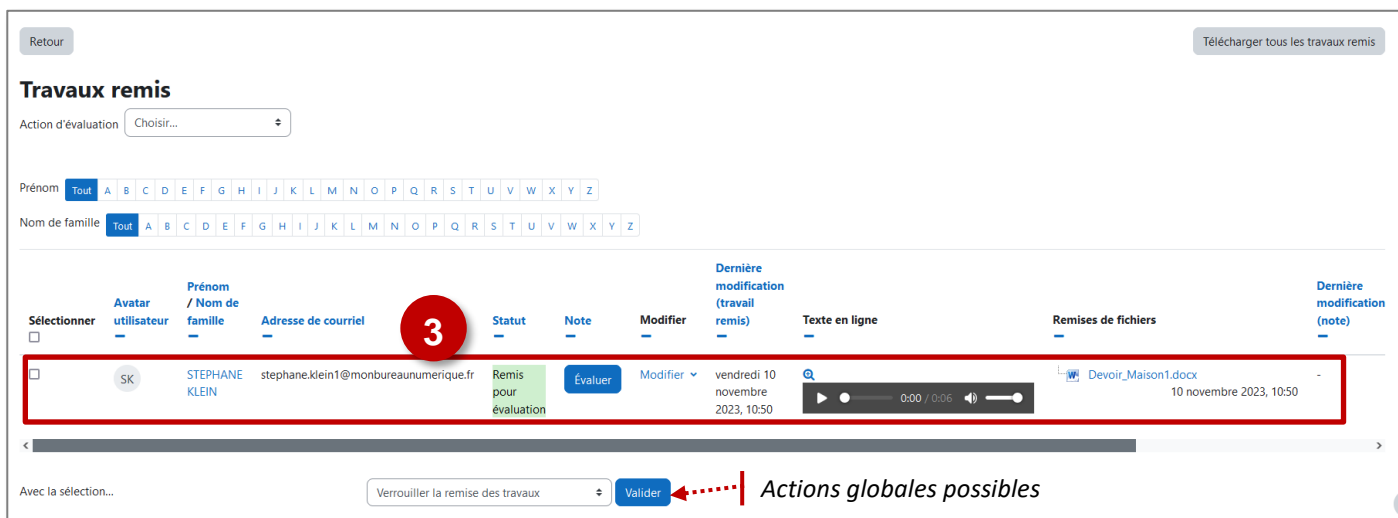 Retour
Télécharger tous les travaux remis
Travaux remis
Action d'évaluation Choisir...
Prénom Tout A B C D E F G H I J K L M N O P Q R S T U V W X Y Z
Nom de famille Tout A B C D E F G H I J K L M N O P Q R S T U V W X Y Z
Sélectionner
Avatar
utilisateur
Prénom
/ Nom de
famille
Adresse de courriel
3
Statut
Note
Modifier
Dernière
modification
(travail
remis)
Texte en ligne
Remises de fichiers
Dernière
modification
(note)
SK
STEPHANE
KLEIN
stephane.klein1@monbureaunumerique.fr
Remis
pour
évaluation
Évaluer
Modifier
vendredi 10
novembre
2023, 10:50
0:00 / 0:06
Devoir_Maison1.docx
10 novembre 2023, 10:50
-
Avec la sélection...
Verrouiller la remise des travaux
Valider
Actions globales possibles